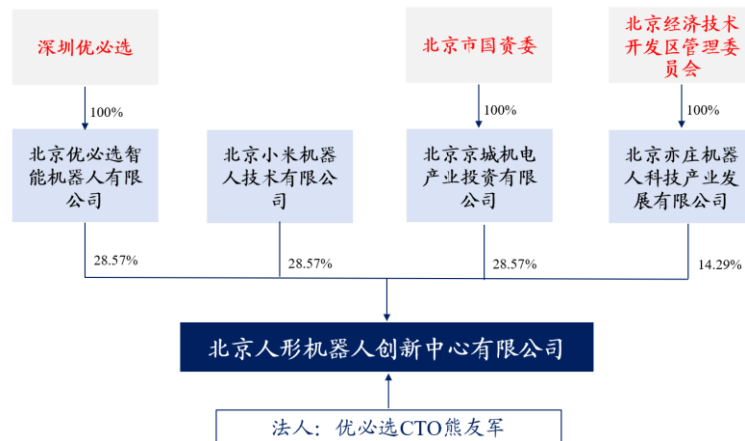 深圳优必选
北京市国资委
北京经济技术
开发区管理委
员会
100%
100%
100%
北京优必选智
能机器人有限
公司
北京小米机器
人技术有限公
司
北京京城机电
产业投资有限
公司
北京亦庄机器
人科技产业发
展有限公司
28.57%
28.57%
28.57%
14.29%
北京人形机器人创新中心有限公司
法人：优必选CTO熊友军